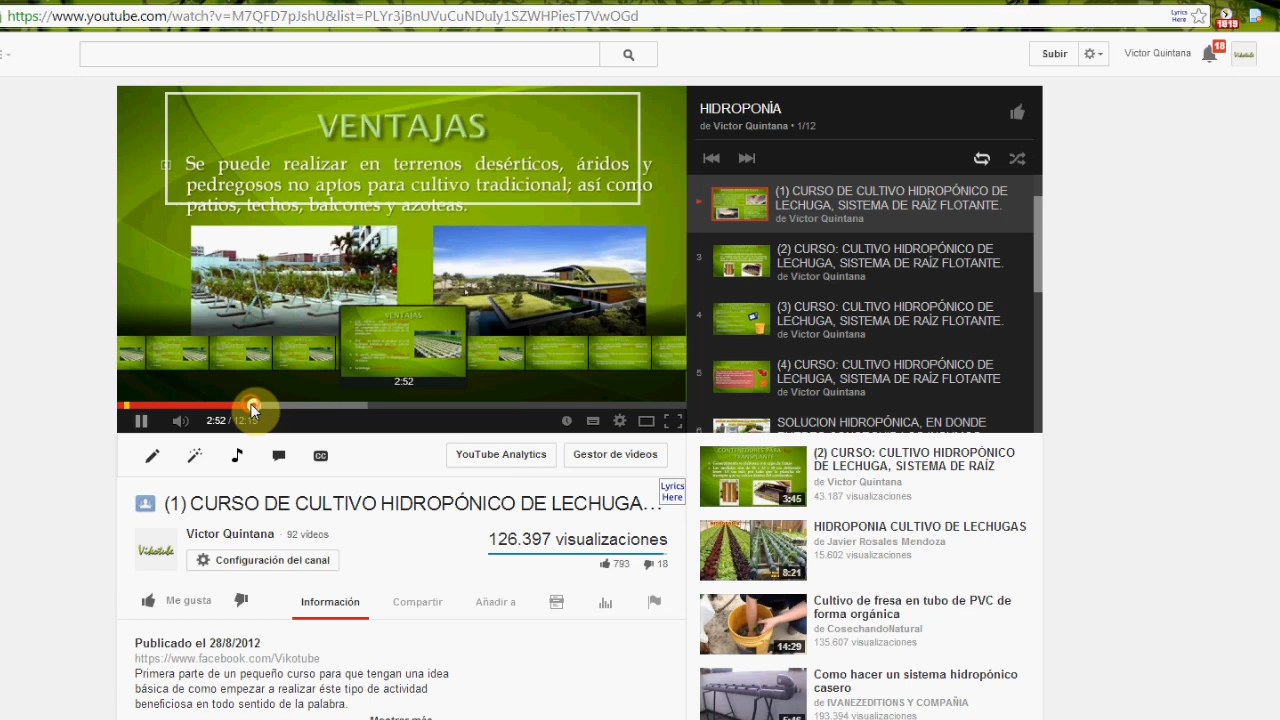 https://www.youtube.com/watch?v=M7QFD7pJshU&list=PLYr3jBnUVuCuNDuIy1SZWHPiesT7VwOGd
Lyrics
Here
1819
Subir
Victor Quintana
18
Vikotube
VENTAJAS
Se puede realizar en terrenos desérticos, áridos y
pedregosos no aptos para cultivo tradicional; así como
patios, techos, balcones y azoteas.
VENTAJAS
2:52
2:52 / 12:15
HIDROPONÍA
de Victor Quintana • 1/12
(1) CURSO DE CULTIVO HIDROPÓNICO DE
LECHUGA, SISTEMA DE RAÍZ FLOTANTE.
de Victor Quintana
3
(2) CURSO: CULTIVO HIDROPÓNICO DE
LECHUGA, SISTEMA DE RAÍZ FLOTANTE.
de Victor Quintana
4
(3) CURSO: CULTIVO HIDROPÓNICO DE
LECHUGA, SISTEMA DE RAÍZ FLOTANTE.
de Victor Quintana
5
(4) CURSO: CULTIVO HIDROPÓNICO DE
LECHUGA, SISTEMA DE RAÍZ FLOTANTE
de Victor Quintana
SOLUCION HIDROPÓNICA, EN DONDE
YouTube Analytics
Gestor de vídeos
Lyrics
Here
(1) CURSO DE CULTIVO HIDROPÓNICO DE LECHUGA…
Vikotube
Victor Quintana · 92 vídeos
Configuración del canal
126.397 visualizaciones
793
18
Me gusta
Información
Compartir
Añadir a
Publicado el 28/8/2012
https://www.facebook.com/Vikotube
Primera parte de un pequeño curso para que tengan una idea
básica de como empezar a realizar éste tipo de actividad
beneficiosa en todo sentido de la palabra.
Mostrar más
CONTENEDORES PARA
TRANSPLANTE
3:45
(2) CURSO: CULTIVO HIDROPÓNICO
DE LECHUGA, SISTEMA DE RAÍZ
de Victor Quintana
43.187 visualizaciones
8:21
HIDROPONIA CULTIVO DE LECHUGAS
de Javier Rosales Mendoza
15.602 visualizaciones
14:29
Cultivo de fresa en tubo de PVC de
forma orgánica
de CosechandoNatural
135.607 visualizaciones
Como hacer un sistema hidropónico
casero
de IVANEZEDITIONS Y COMPAÑIA
193.394 visualizaciones